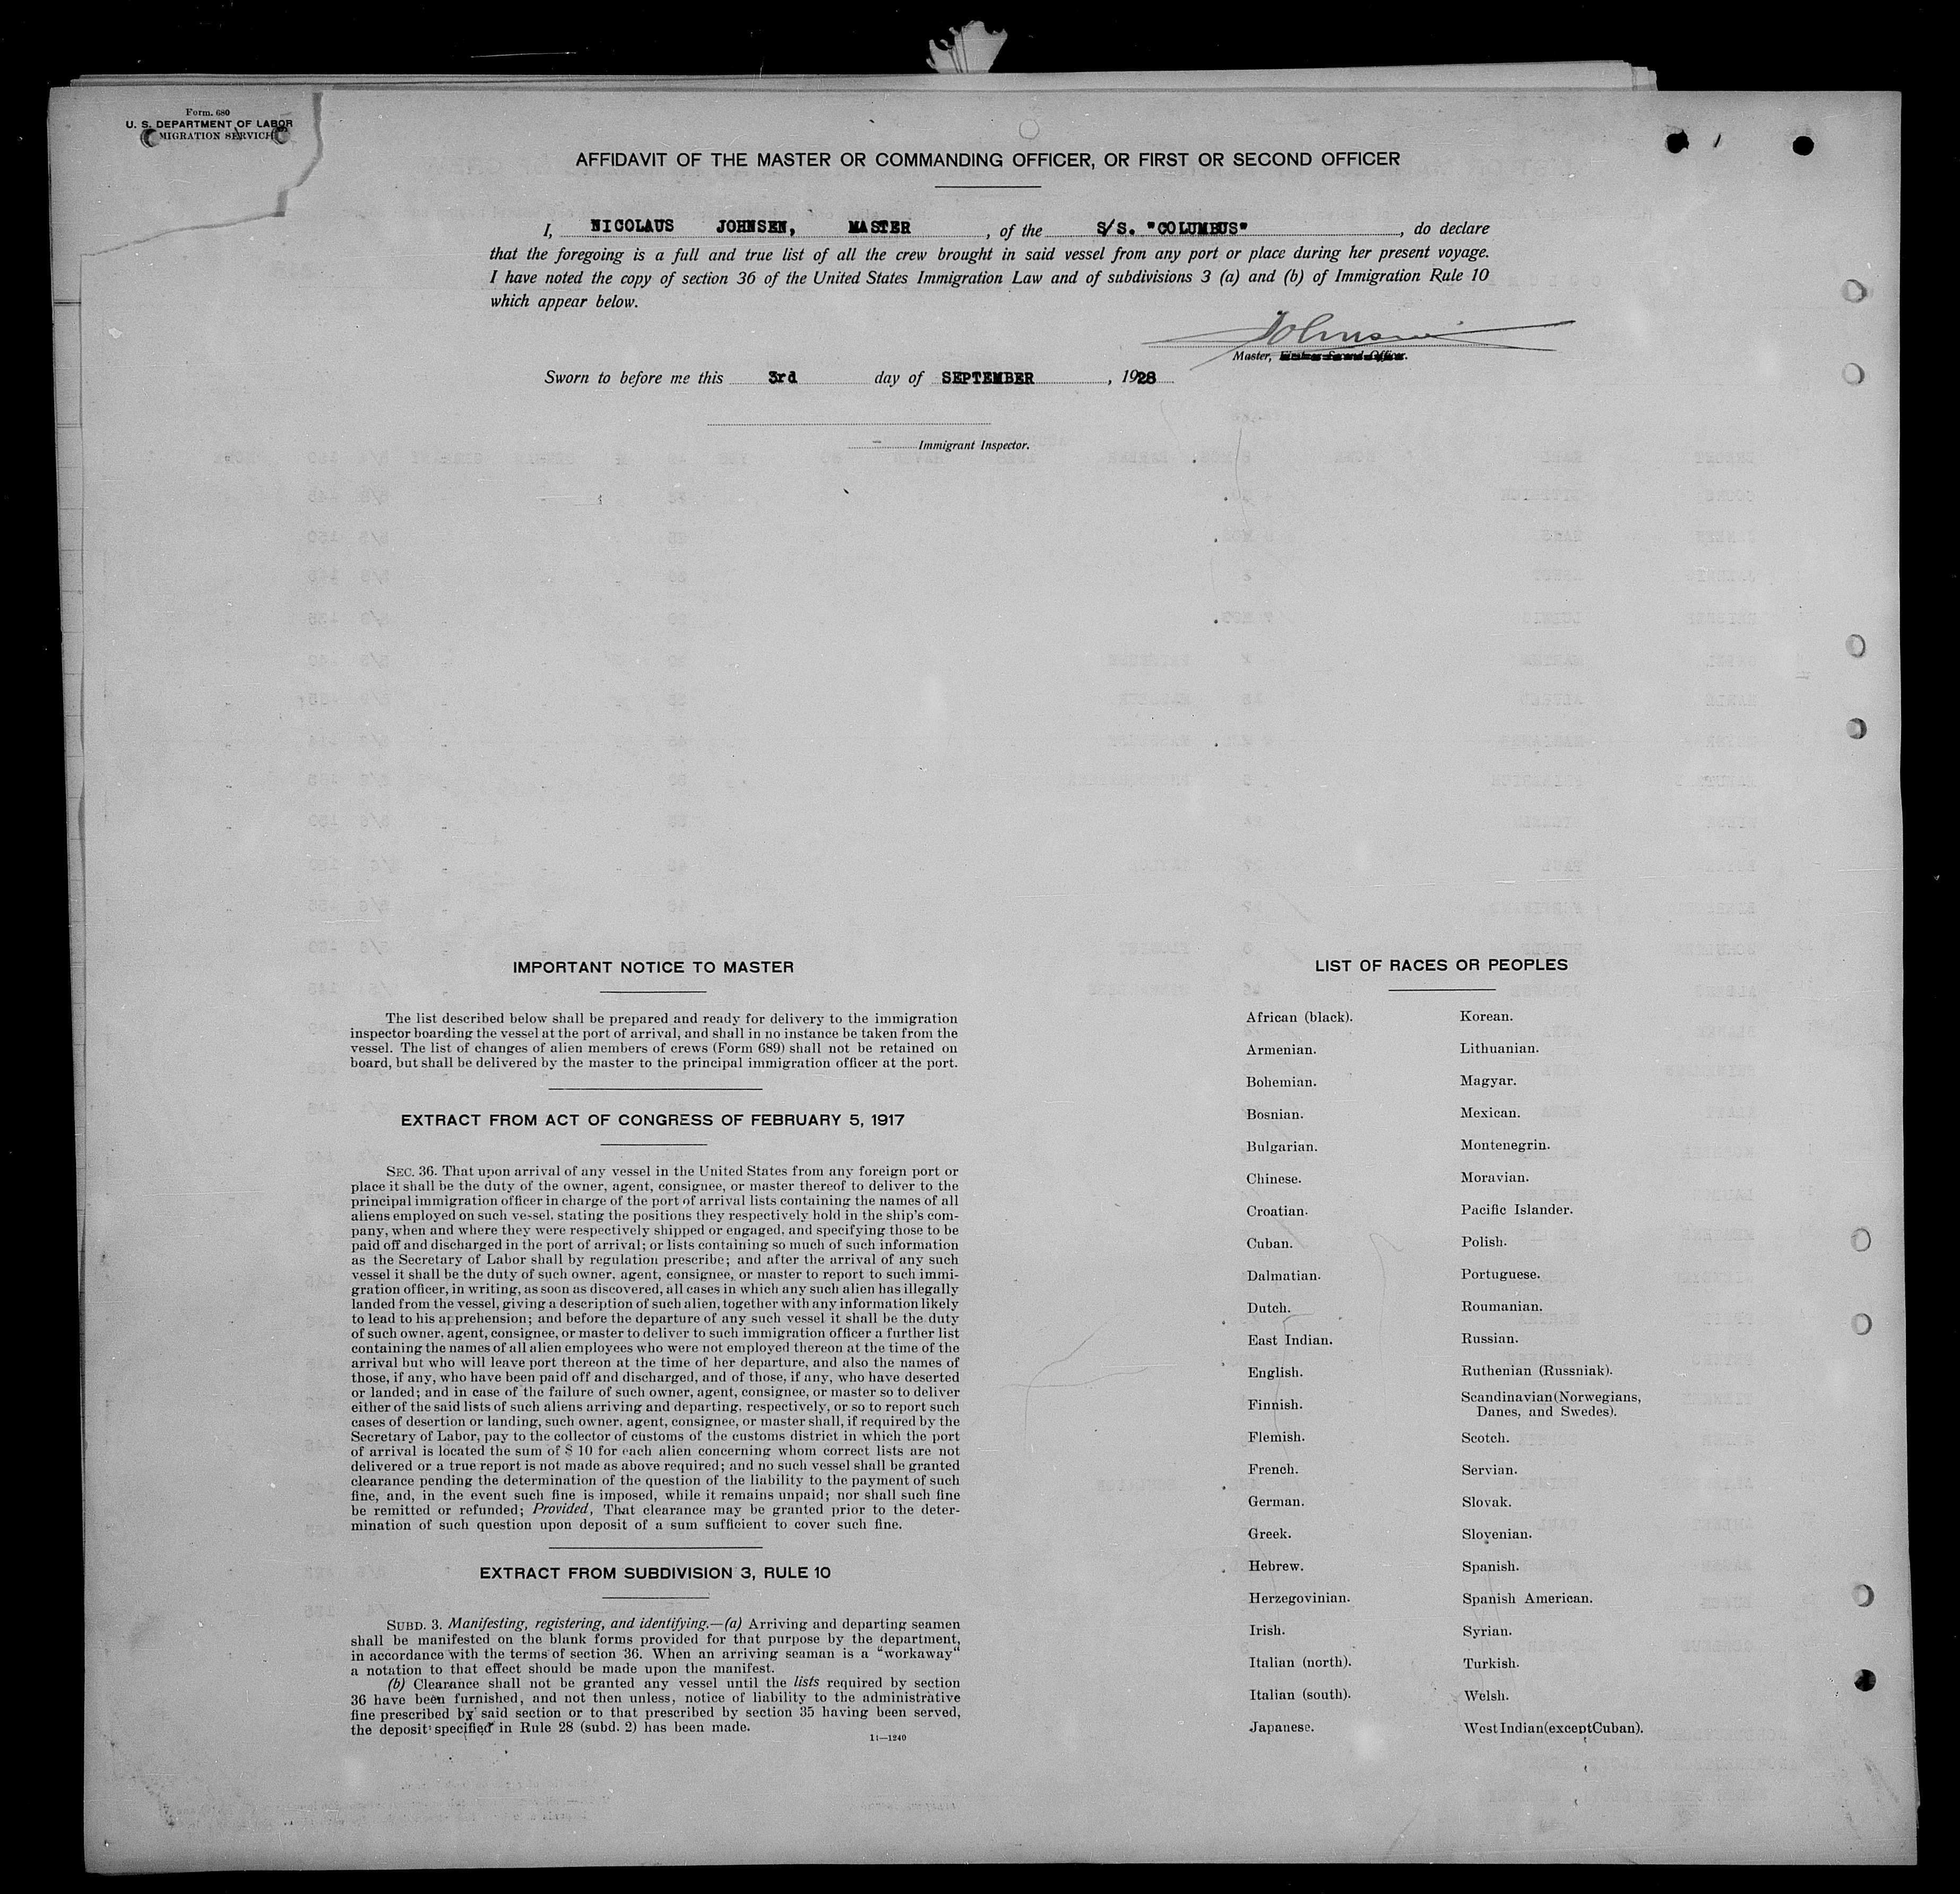 Form. 680
U. S. DEPARTMENT OF LABOR
MIGRATION SERVICE
AFFIDAVIT OF THE MASTER OR COMMANDING OFFICER, OR FIRST OR SECOND OFFICER
I, NICOLAUS JOHNSEN, MASTER, of the S/S. "COLUMBUS", do declare
that the foregoing is a full and true list of all the crew brought in said vessel from any port or place during her present voyage.
I have noted the copy of section 36 of the United States Immigration Law and of subdivisions 3 (a) and (b) of Immigration Rule 10
which appear below.
Johnsen
Master, First or Second Officer.
Sworn to before me this 3rd day of SEPTEMBER, 1928
Immigrant Inspector.
IMPORTANT NOTICE TO MASTER
The list described below shall be prepared and ready for delivery to the immigration
inspector boarding the vessel at the port of arrival, and shall in no instance be taken from the
vessel. The list of changes of alien members of crews (Form 689) shall not be retained on
board, but shall be delivered by the master to the principal immigration officer at the port.
EXTRACT FROM ACT OF CONGRESS OF FEBRUARY 5, 1917
SEC. 36. That upon arrival of any vessel in the United States from any foreign port or
place it shall be the duty of the owner, agent, consignee, or master thereof to deliver to the
principal immigration officer in charge of the port of arrival lists containing the names of all
aliens employed on such vessel, stating the positions they respectively hold in the ship's com-
pany, when and where they were respectively shipped or engaged, and specifying those to be
paid off and discharged in the port of arrival; or lists containing so much of such information
as the Secretary of Labor shall by regulation prescribe; and after the arrival of any such
vessel it shall be the duty of such owner, agent, consignee, or master to report to such immi-
gration officer, in writing, as soon as discovered, all cases in which any such alien has illegally
landed from the vessel, giving a description of such alien, together with any information likely
to lead to his apprehension; and before the departure of any such vessel it shall be the duty
of such owner, agent, consignee, or master to deliver to such immigration officer a further list
containing the names of all alien employees who were not employed thereon at the time of the
arrival but who will leave port thereon at the time of her departure, and also the names of
those, if any, who have been paid off and discharged, and of those, if any, who have deserted
or landed; and in case of the failure of such owner, agent, consignee, or master so to deliver
either of the said lists of such aliens arriving and departing, respectively, or so to report such
cases of desertion or landing, such owner, agent, consignee, or master shall, if required by the
Secretary of Labor, pay to the collector of customs of the customs district in which the port
of arrival is located the sum of $ 10 for each alien concerning whom correct lists are not
delivered or a true report is not made as above required; and no such vessel shall be granted
clearance pending the determination of the question of the liability to the payment of such
fine, and, in the event such fine is imposed, while it remains unpaid; nor shall such fine
be remitted or refunded; Provided, That clearance may be granted prior to the deter-
mination of such question upon deposit of a sum sufficient to cover such fine.
EXTRACT FROM SUBDIVISION 3, RULE 10
SUBD. 3. Manifesting, registering, and identifying.—(a) Arriving and departing seamen
shall be manifested on the blank forms provided for that purpose by the department,
in accordance with the terms of section 36. When an arriving seaman is a "workaway"
a notation to that effect should be made upon the manifest.
(b) Clearance shall not be granted any vessel until the lists required by section
36 have been furnished, and not then unless, notice of liability to the administrative
fine prescribed by said section or to that prescribed by section 35 having been served,
the deposit specified in Rule 28 (subd. 2) has been made.
11—1240
LIST OF RACES OR PEOPLES
African (black).
Armenian.
Bohemian.
Bosnian.
Bulgarian.
Chinese.
Croatian.
Cuban.
Dalmatian.
Dutch.
East Indian.
English.
Finnish.
Flemish.
French.
German.
Greek.
Hebrew.
Herzegovinian.
Irish.
Italian (north).
Italian (south).
Japanese.
Korean.
Lithuanian.
Magyar.
Mexican.
Montenegrin.
Moravian.
Pacific Islander.
Polish.
Portuguese.
Roumanian.
Russian.
Ruthenian (Russniak).
Scandinavian (Norwegians,
Danes, and Swedes).
Scotch.
Servian.
Slovak.
Slovenian.
Spanish.
Spanish American.
Syrian.
Turkish.
Welsh.
West Indian (except Cuban).